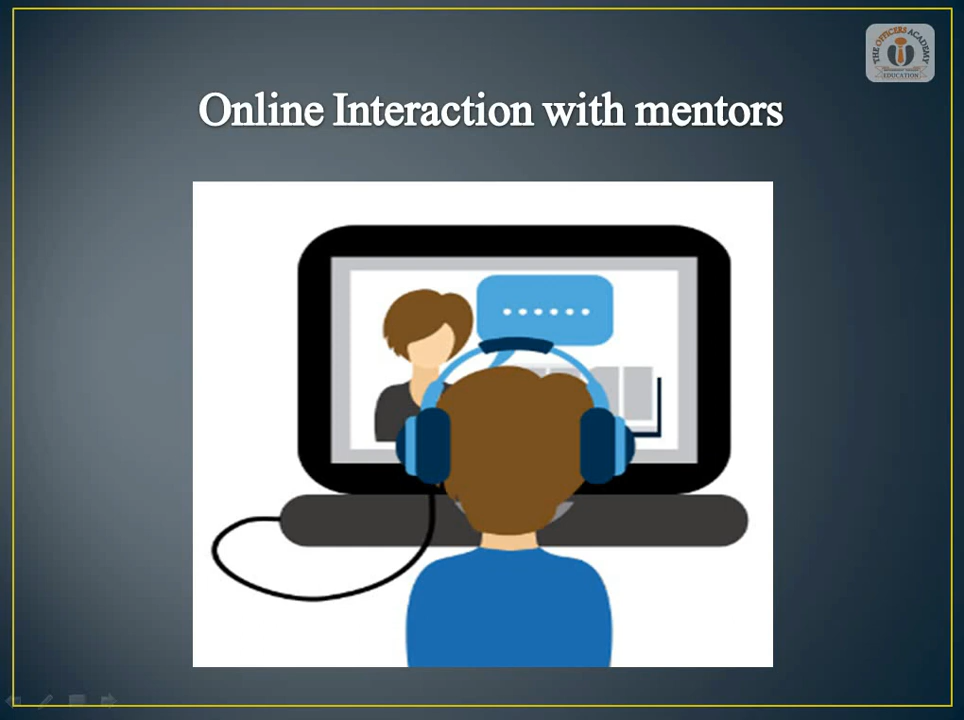 THE OFFICERS ACADEMY
EDUCATION
Online Interaction with mentors